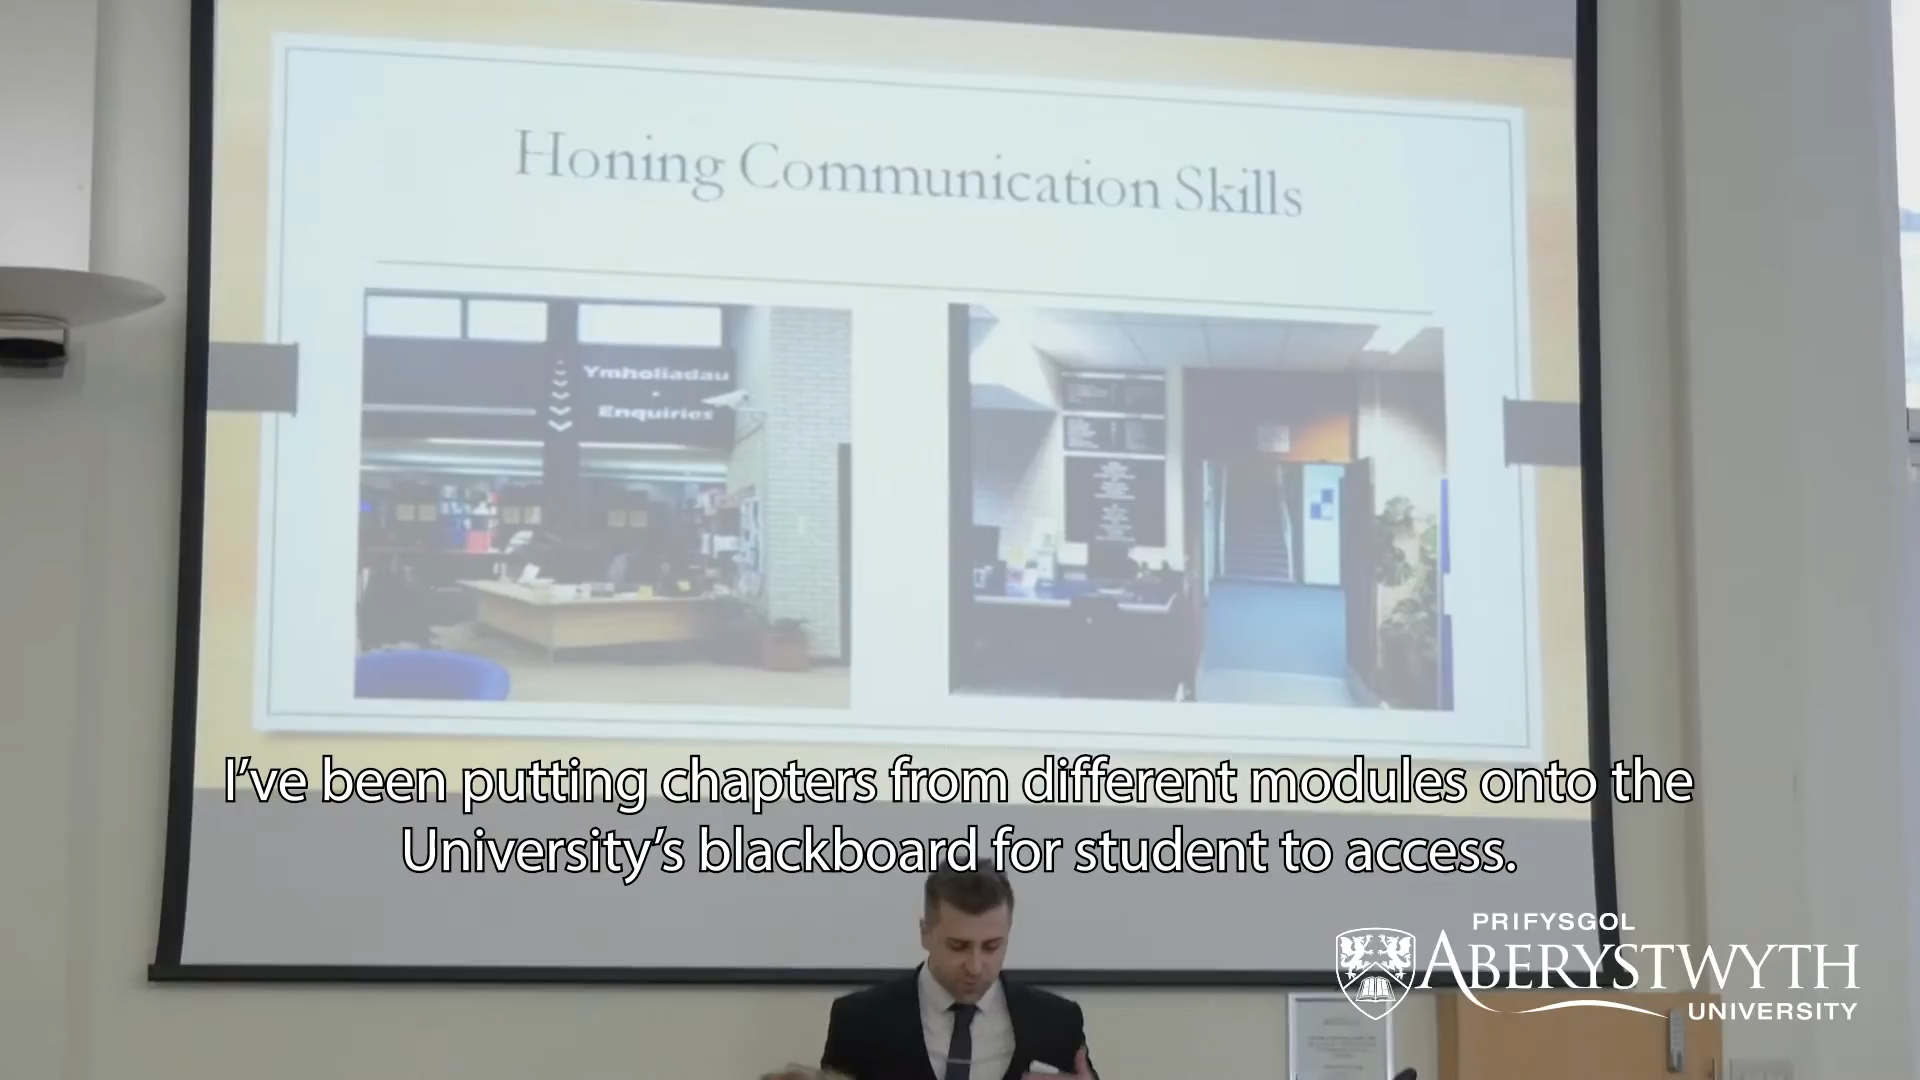 Honing Communication Skills
Ymholiadau
Enquiries
I've been putting chapters from different modules onto the
University's blackboard for student to access.
PRIFYSGOL
ABERYSTWYTH
UNIVERSITY